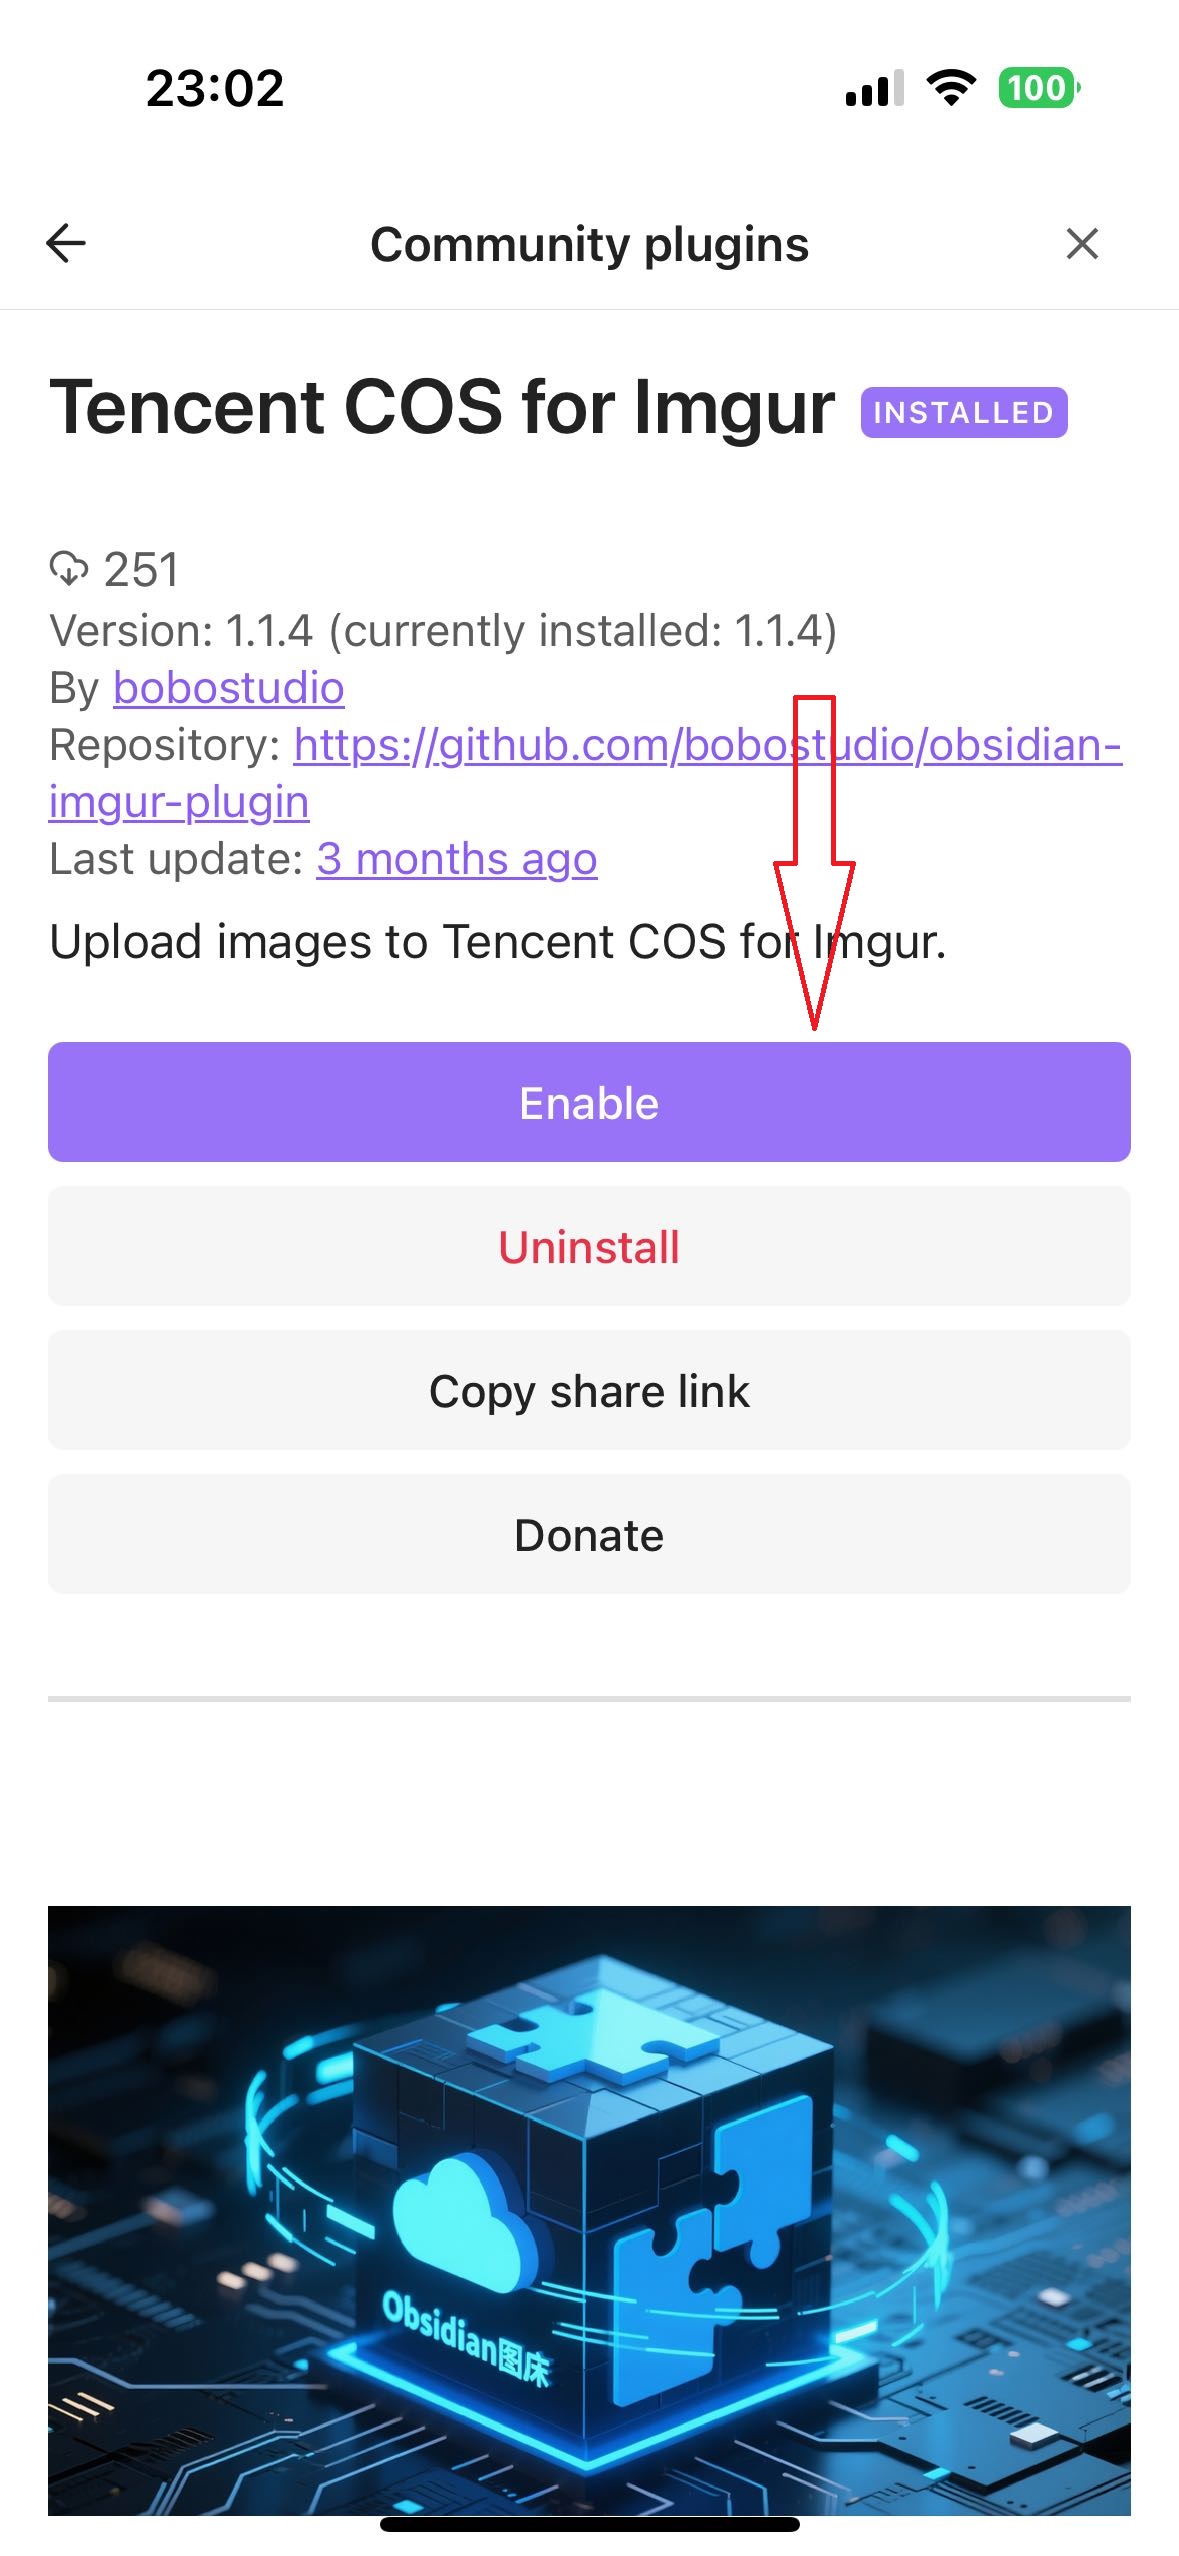 23:02
100
Community plugins
Tencent COS for Imgur INSTALLED
251
Version: 1.1.4 (currently installed: 1.1.4)
By bobostudio
Repository: https://github.com/bobostudio/obsidian-
imgur-plugin
Last update: 3 months ago
Upload images to Tencent COS for Imgur.
Enable
Uninstall
Copy share link
Donate
Obsidian图床